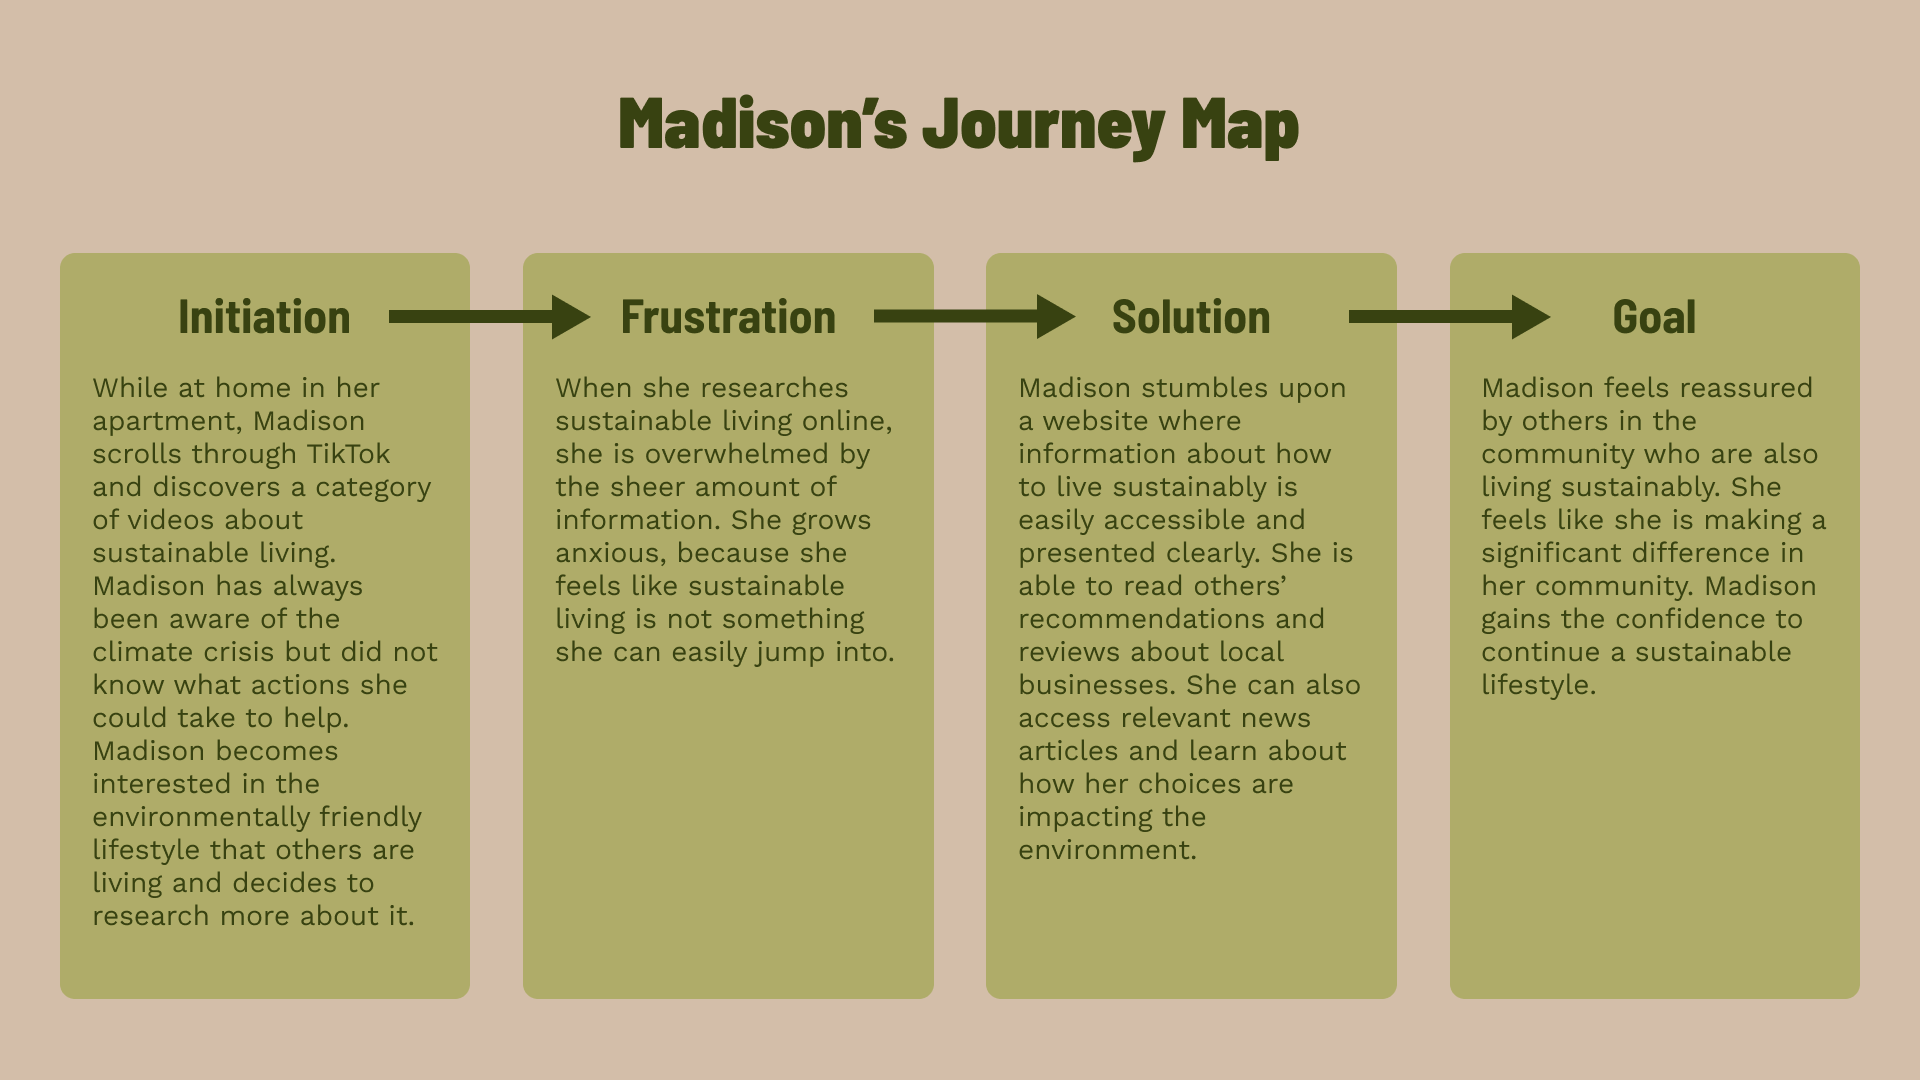 Madison’s Journey Map
Initiation
While at home in her
apartment, Madison
scrolls through TikTok
and discovers a category
of videos about
sustainable living.
Madison has always
been aware of the
climate crisis but did not
know what actions she
could take to help.
Madison becomes
interested in the
environmentally friendly
lifestyle that others are
living and decides to
research more about it.
Frustration
When she researches
sustainable living online,
she is overwhelmed by
the sheer amount of
information. She grows
anxious, because she
feels like sustainable
living is not something
she can easily jump into.
Solution
Madison stumbles upon
a website where
information about how
to live sustainably is
easily accessible and
presented clearly. She is
able to read others’
recommendations and
reviews about local
businesses. She can also
access relevant news
articles and learn about
how her choices are
impacting the
environment.
Goal
Madison feels reassured
by others in the
community who are also
living sustainably. She
feels like she is making a
significant difference in
her community. Madison
gains the confidence to
continue a sustainable
lifestyle.